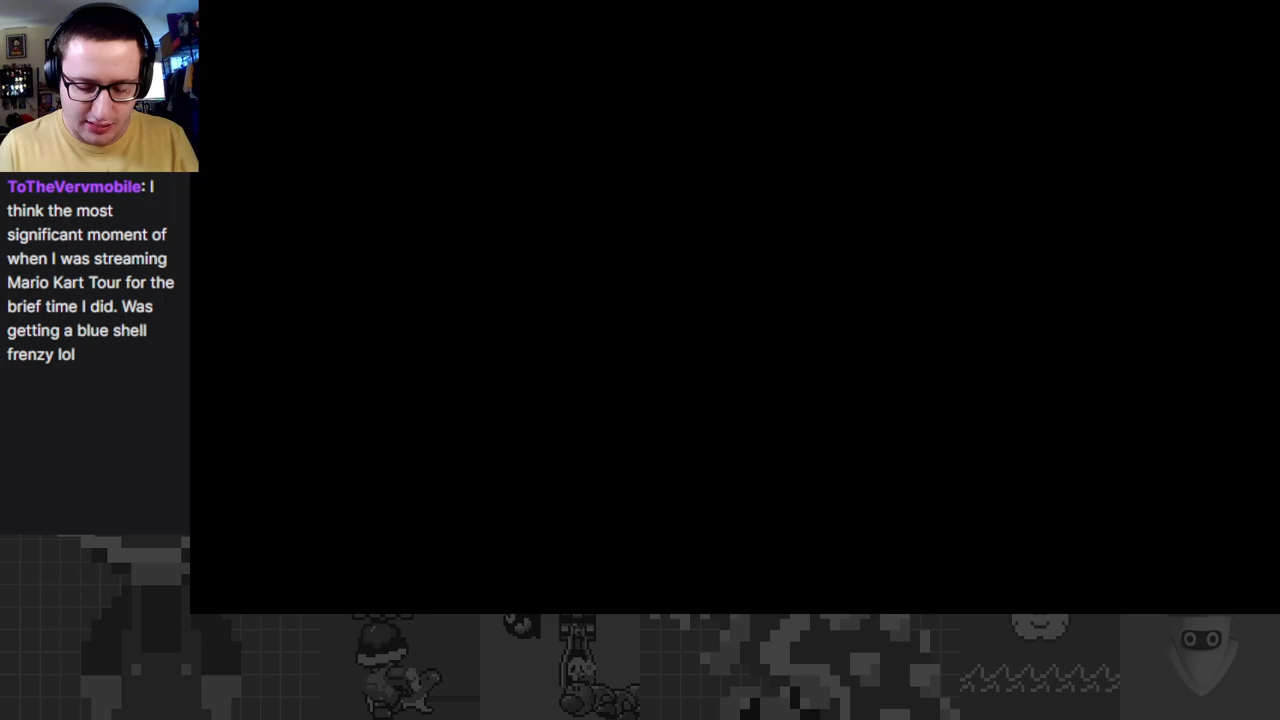 ToTheVervmobile: I
think the most
significant moment of
when I was streaming
Mario Kart Tour for the
brief time I did. Was
getting a blue shell
frenzy lol